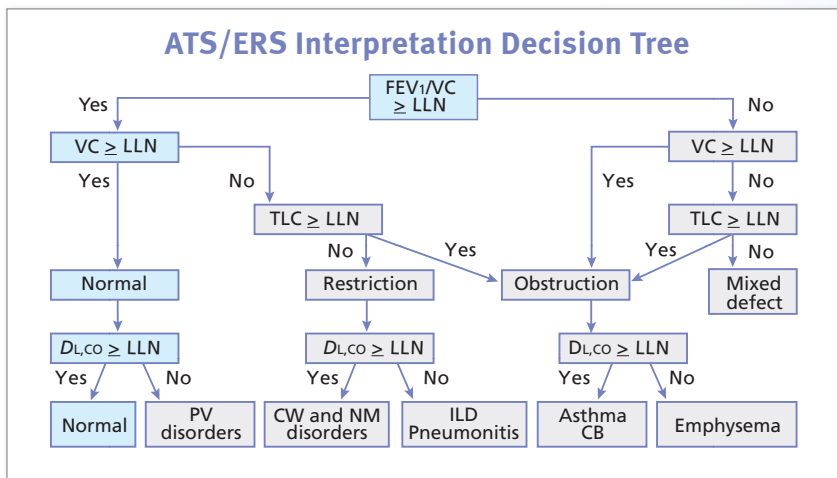 ATS/ERS Interpretation Decision Tree
FEV1/VC
≥ LLN
Yes
No
VC ≥ LLN
VC ≥ LLN
Yes
No
Yes
No
TLC ≥ LLN
TLC ≥ LLN
No
Yes
Yes
No
Normal
Restriction
Obstruction
Mixed
defect
DL,CO ≥ LLN
DL,CO ≥ LLN
DL,CO ≥ LLN
Yes
No
Yes
No
Yes
No
Normal
PV
disorders
CW and NM
disorders
ILD
Pneumonitis
Asthma
CB
Emphysema